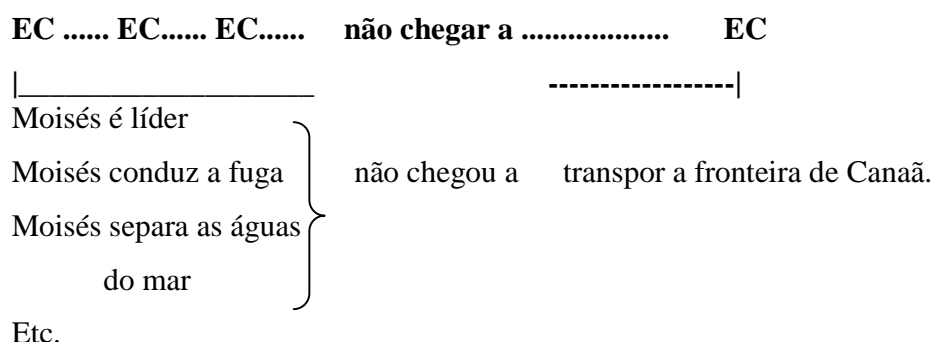 EC ...... EC...... EC...... não chegar a ................... EC
|____________________ ------------------|
Moisés é líder
Moisés conduz a fuga não chegou a transpor a fronteira de Canaã.
Moisés separa as águas
do mar
Etc.